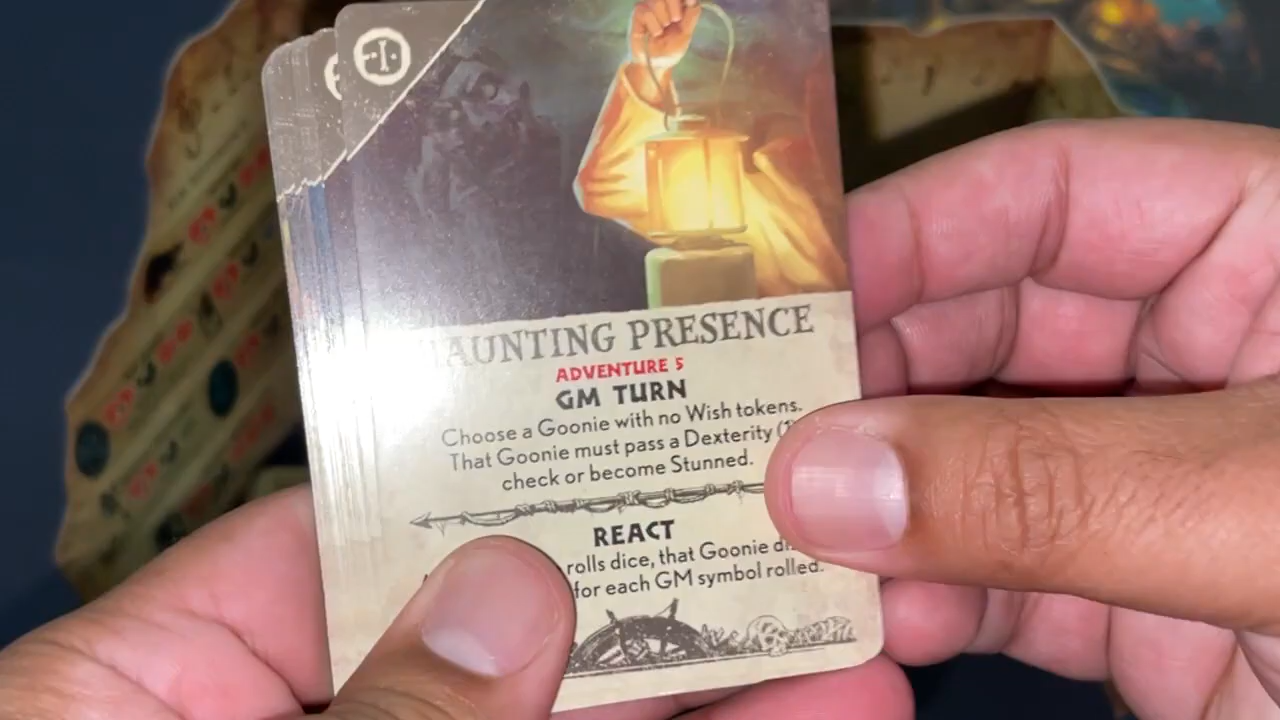 AUNTING PRESENCE
ADVENTURE 5
GM TURN
Choose a Goonie with no Wish tokens.
That Goonie must pass a Dexterity (1)
check or become Stunned.
REACT
rolls dice, that Goonie
for each GM symbol rolled.